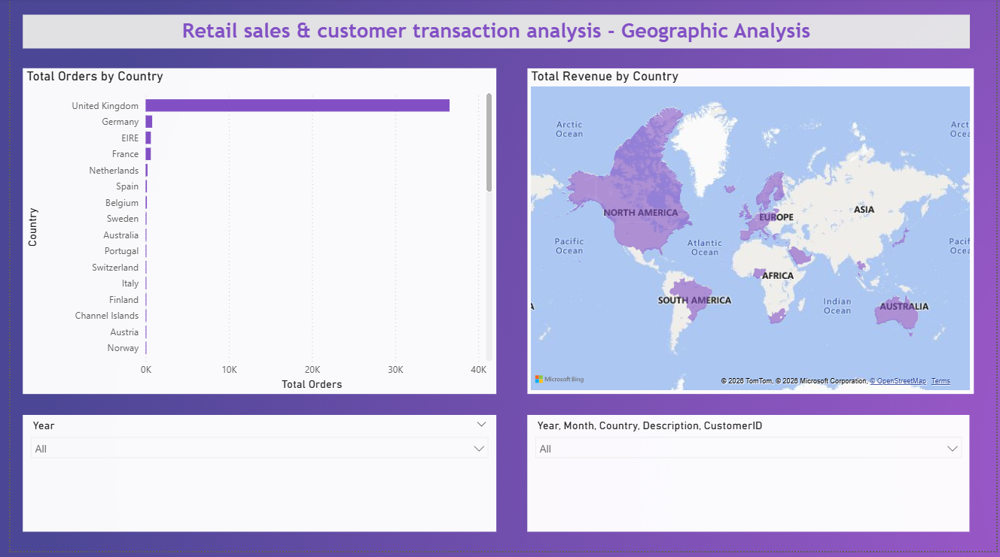 Retail sales & customer transaction analysis - Geographic Analysis
Total Orders by Country
Country
United Kingdom
Germany
EIRE
France
Netherlands
Spain
Belgium
Sweden
Australia
Portugal
Switzerland
Italy
Finland
Channel Islands
Austria
Norway
0K 10K 20K 30K 40K
Total Orders
Total Revenue by Country
Arctic
Ocean
Arct
Ocea
NORTH AMERICA
EUROPE
ASIA
Pacific
Ocean
Atlantic
Ocean
Pacif
Ocea
AFRICA
SOUTH AMERICA
Indian
Ocean
A
AUSTRALIA
Microsoft Bing
© 2026 TomTom, © 2026 Microsoft Corporation, © OpenStreetMap Terms
Year
All
Year, Month, Country, Description, CustomerID
All